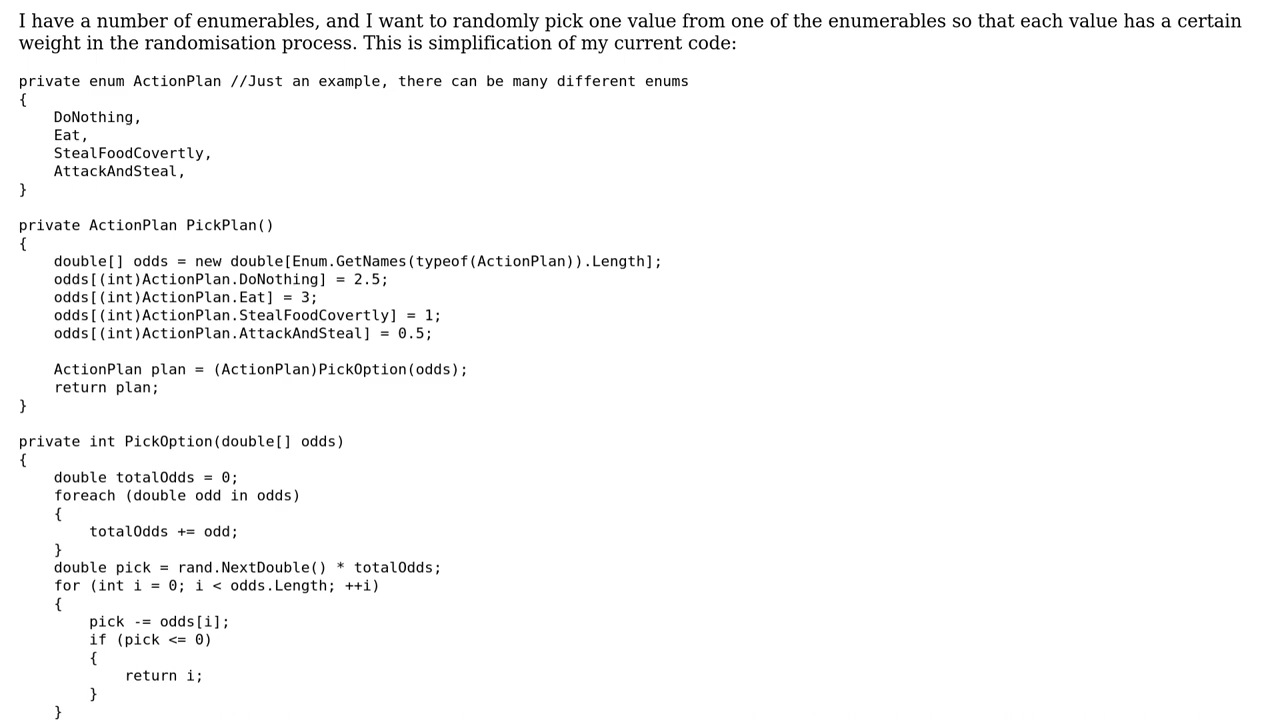 I have a number of enumerables, and I want to randomly pick one value from one of the enumerables so that each value has a certain
weight in the randomisation process. This is simplification of my current code:
private enum ActionPlan //Just an example, there can be many different enums
{
    DoNothing,
    Eat,
    StealFoodCovertly,
    AttackAndSteal,
}
private ActionPlan PickPlan()
{
    double[] odds = new double[Enum.GetNames(typeof(ActionPlan)).Length];
    odds[(int)ActionPlan.DoNothing] = 2.5;
    odds[(int)ActionPlan.Eat] = 3;
    odds[(int)ActionPlan.StealFoodCovertly] = 1;
    odds[(int)ActionPlan.AttackAndSteal] = 0.5;
    ActionPlan plan = (ActionPlan)PickOption(odds);
    return plan;
}
private int PickOption(double[] odds)
{
    double totalOdds = 0;
    foreach (double odd in odds)
    {
        totalOdds += odd;
    }
    double pick = rand.NextDouble() * totalOdds;
    for (int i = 0; i < odds.Length; ++i)
    {
        pick -= odds[i];
        if (pick <= 0)
        {
            return i;
        }
    }